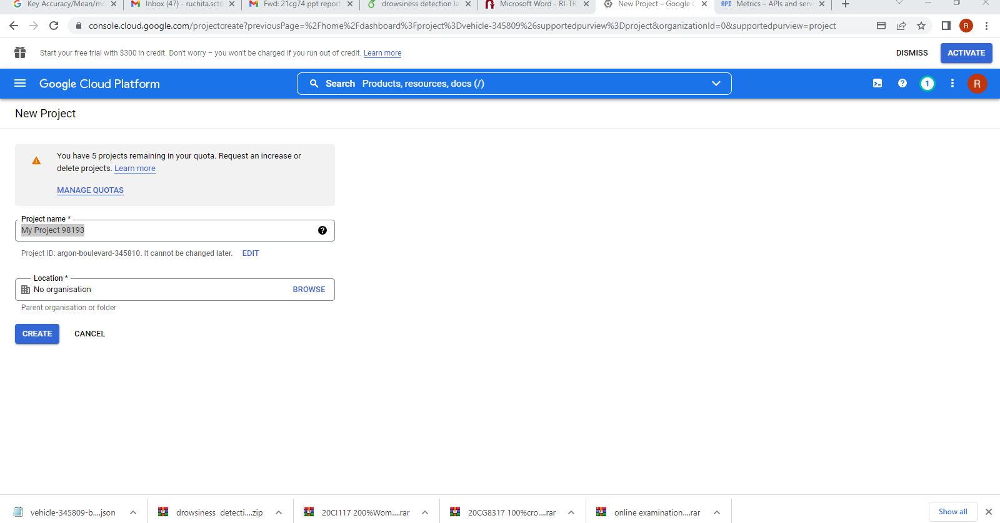 Key Accuracy/Mean/mo
Inbox (47) - ruchita.sct
Fwd: 21cg74 ppt report
drowsiness detection la
Microsoft Word - RI-TR
New Project – Google C
API Metrics – APIs and serv
console.cloud.google.com/projectcreate?previousPage=%2Fhome%2Fdashboard%3Fproject%3Dvehicle-345809%26supportedpurview%3Dproject&organizationId=0&supportedpurview=project
R
Start your free trial with $300 in credit. Don't worry – you won't be charged if you run out of credit. Learn more
DISMISS
ACTIVATE
Google Cloud Platform
Search Products, resources, docs (/)
1
R
New Project
You have 5 projects remaining in your quota. Request an increase or
delete projects. Learn more
MANAGE QUOTAS
Project name *
My Project 98193
Project ID: argon-boulevard-345810. It cannot be changed later. EDIT
Location *
No organisation
BROWSE
Parent organisation or folder
CREATE
CANCEL
vehicle-345809-b....json
drowsiness detecti....zip
20CI117 200%Wom....rar
20CG8317 100%cro....rar
online examination....rar
Show all